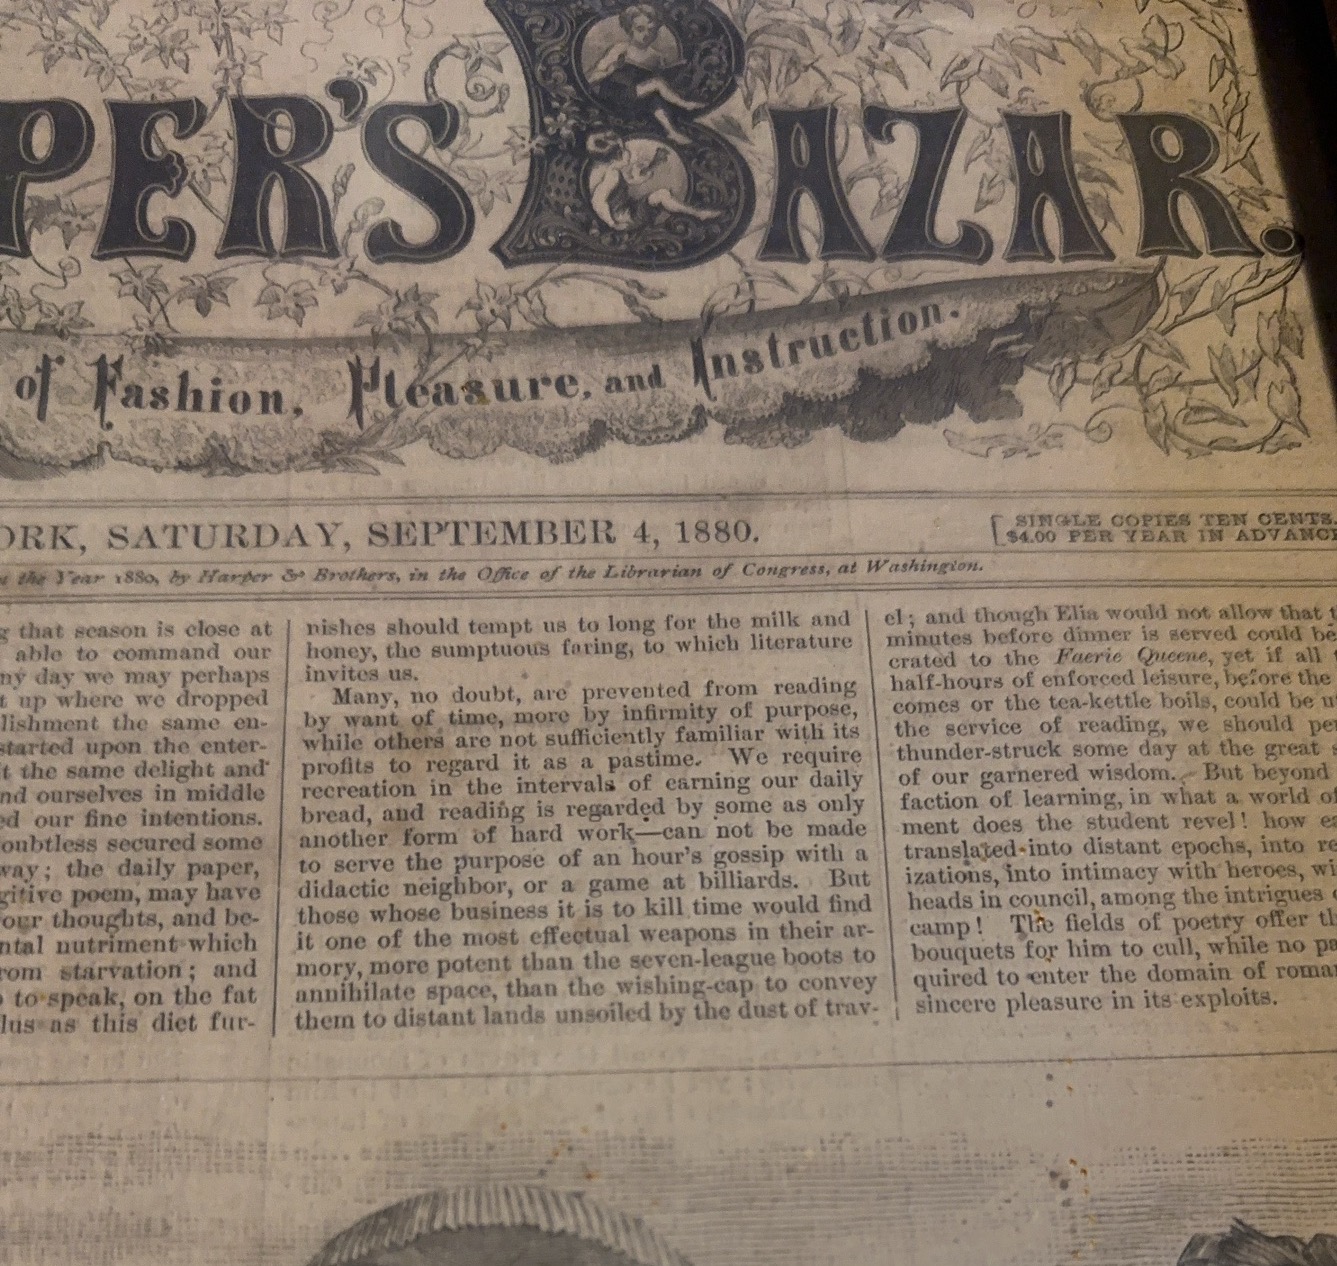 PER'S BAZAR.
of Fashion, Pleasure, and Instruction.
ORK, SATURDAY, SEPTEMBER 4, 1880.
[SINGLE COPIES TEN CENTS.
$4.00 PER YEAR IN ADVANCE
the Year 1880, by Harper & Brothers, in the Office of the Librarian of Congress, at Washington.
g that season is close at
able to command our
ny day we may perhaps
t up where we dropped
lishment the same en-
started upon the enter-
't the same delight and
nd ourselves in middle
ed our fine intentions.
oubtless secured some
way; the daily paper,
gitive poem, may have
our thoughts, and be-
ntal nutriment which
rom starvation; and
to speak, on the fat
lus as this diet fur-
nishes should tempt us to long for the milk and
honey, the sumptuous faring, to which literature
invites us.
Many, no doubt, are prevented from reading
by want of time, more by infirmity of purpose,
while others are not sufficiently familiar with its
profits to regard it as a pastime. We require
recreation in the intervals of earning our daily
bread, and reading is regarded by some as only
another form of hard work—can not be made
to serve the purpose of an hour's gossip with a
didactic neighbor, or a game at billiards. But
those whose business it is to kill time would find
it one of the most effectual weapons in their ar-
mory, more potent than the seven-league boots to
annihilate space, than the wishing-cap to convey
them to distant lands unsoiled by the dust of trav-
el; and though Elia would not allow that t
minutes before dinner is served could be
crated to the Faerie Queene, yet if all t
half-hours of enforced leisure, before the
comes or the tea-kettle boils, could be u
the service of reading, we should per
thunder-struck some day at the great s
of our garnered wisdom. But beyond
faction of learning, in what a world of
ment does the student revel! how ea
translated into distant epochs, into re
izations, into intimacy with heroes, wi
heads in council, among the intrigues
camp! The fields of poetry offer th
bouquets for him to cull, while no pa
quired to enter the domain of roma
sincere pleasure in its exploits.